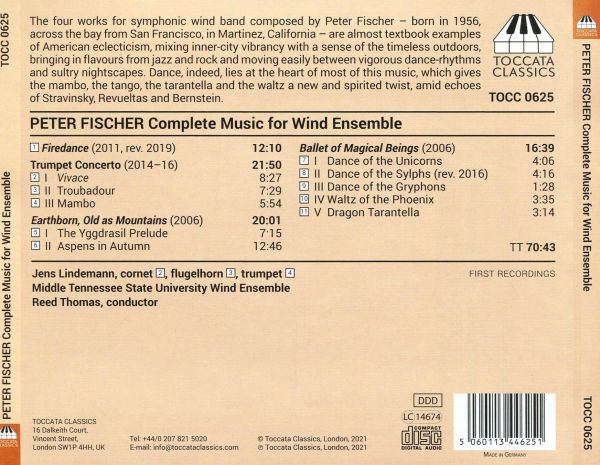 TOCC 0625
PETER FISCHER Complete Music for Wind Ensemble
TOCCATA
CLASSICS
The four works for symphonic wind band composed by Peter Fischer – born in 1956,
across the bay from San Francisco, in Martinez, California – are almost textbook examples
of American eclecticism, mixing inner-city vibrancy with a sense of the timeless outdoors,
bringing in flavours from jazz and rock and moving easily between vigorous dance-rhythms
and sultry nightscapes. Dance, indeed, lies at the heart of most of this music, which gives
the mambo, the tango, the tarantella and the waltz a new and spirited twist, amid echoes
of Stravinsky, Revueltas and Bernstein.
TOCCATA
CLASSICS
TOCC 0625
PETER FISCHER Complete Music for Wind Ensemble
1 Firedance (2011, rev. 2019) 12:10
Trumpet Concerto (2014–16) 21:50
2 I Vivace 8:27
3 II Troubadour 7:29
4 III Mambo 5:54
Earthborn, Old as Mountains (2006) 20:01
5 I The Yggdrasil Prelude 7:15
6 II Aspens in Autumn 12:46
Ballet of Magical Beings (2006) 16:39
7 I Dance of the Unicorns 4:06
8 II Dance of the Sylphs (rev. 2016) 4:16
9 III Dance of the Gryphons 1:28
10 IV Waltz of the Phoenix 3:35
11 V Dragon Tarantella 3:14
TT 70:43
Jens Lindemann, cornet 2, flugelhorn 3, trumpet 4
Middle Tennessee State University Wind Ensemble
Reed Thomas, conductor
FIRST RECORDINGS
TOCCATA CLASSICS
16 Dalkeith Court,
Vincent Street,
London SW1P 4HH, UK
Tel: +44/0 207 821 5020
E-mail: info@toccataclassics.com
© Toccata Classics, London, 2021
℗ Toccata Classics, London, 2021
DDD
LC 14674
COMPACT
disc
DIGITAL AUDIO
5 060113 446251
MADE IN GERMANY
PETER FISCHER Complete Music for Wind Ensemble
TOCC 0625
TOCCATA
CLASSICS